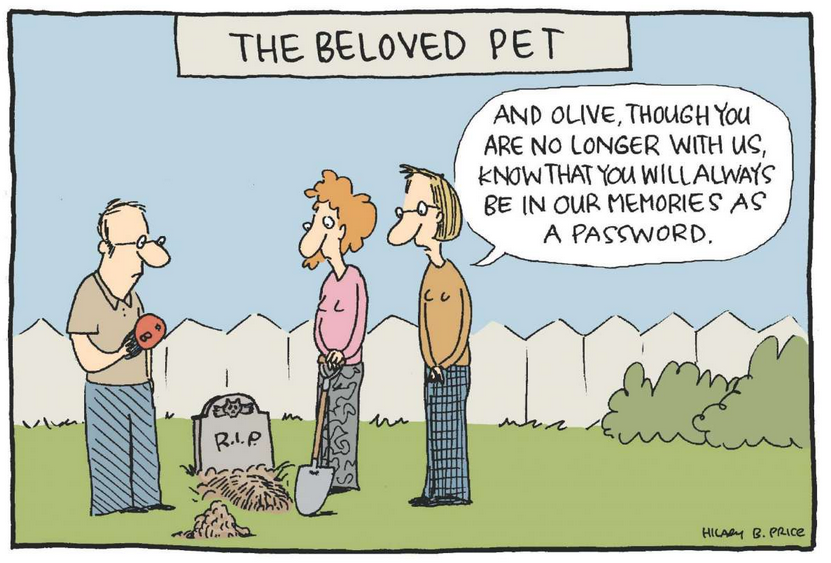 THE BELOVED PET
AND OLIVE, THOUGH YOU
ARE NO LONGER WITH US,
KNOW THAT YOU WILL ALWAYS
BE IN OUR MEMORIES AS
A PASSWORD.
R.I.P.
HILARY B. PRICE